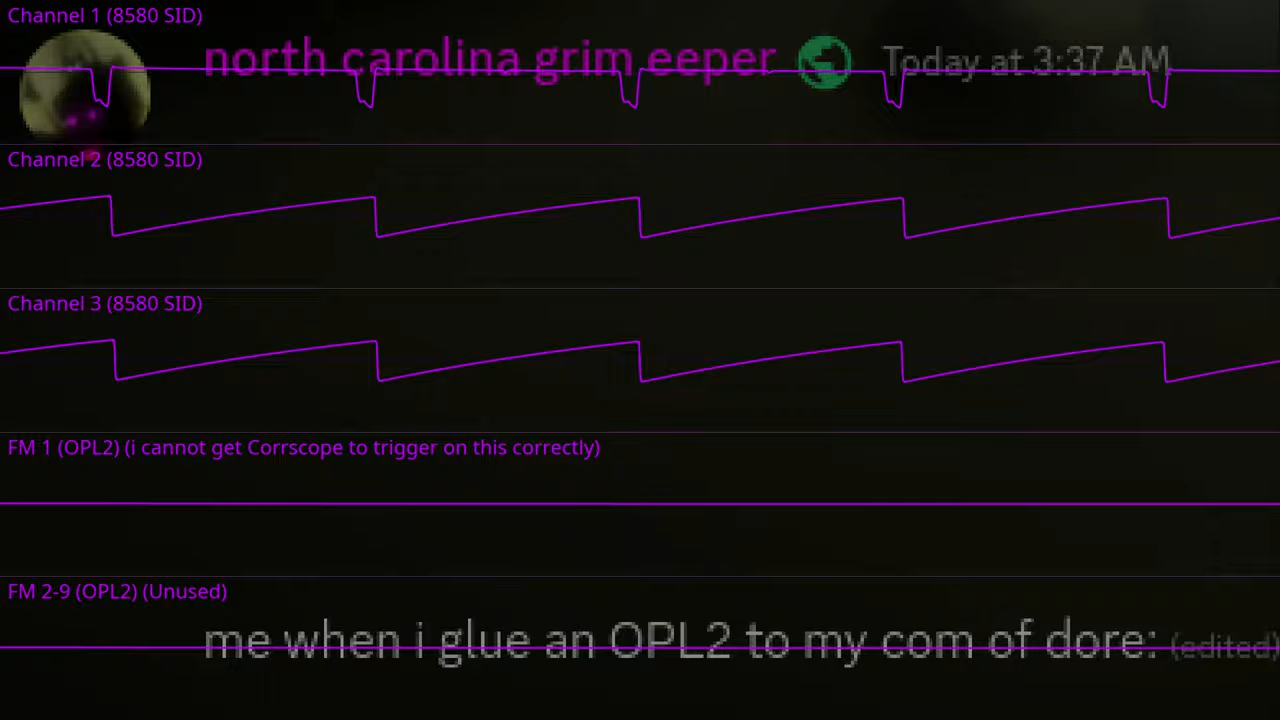 Channel 1 (8580 SID)
north carolina grim eeper Today at 3:37 AM
Channel 2 (8580 SID)
Channel 3 (8580 SID)
FM 1 (OPL2) (i cannot get Corrscope to trigger on this correctly)
FM 2-9 (OPL2) (Unused)
me when i glue an OPL2 to my com of dore: (edited)